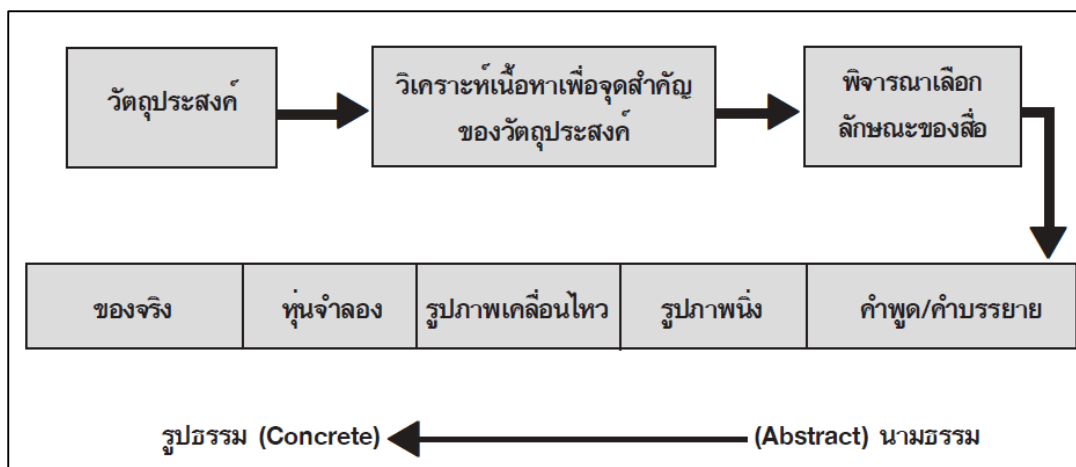 วัตถุประสงค์
วิเคราะห์เนื้อหาเพื่อจุดสำคัญ
ของวัตถุประสงค์
พิจารณาเลือก
ลักษณะของสื่อ
ของจริง
หุ่นจำลอง
รูปภาพเคลื่อนไหว
รูปภาพนิ่ง
คำพูด/คำบรรยาย
รูปธรรม (Concrete)
(Abstract) นามธรรม